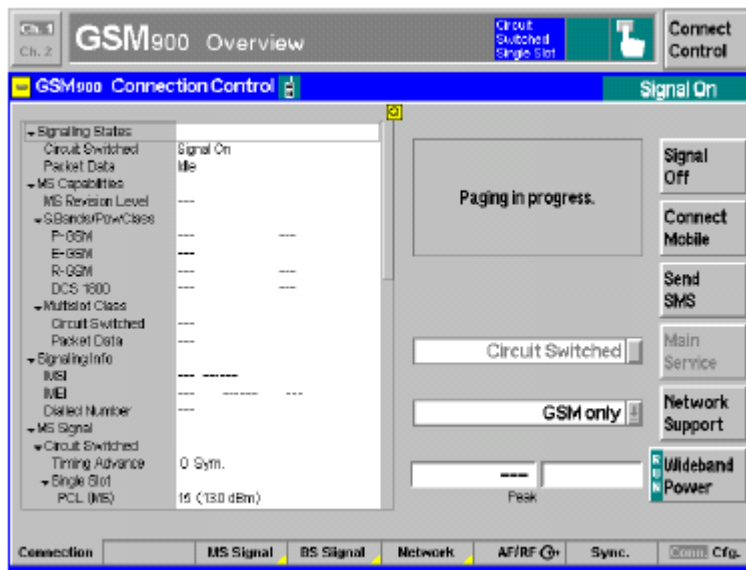 Ch. 1
Ch. 2
GSM900 Overview
Circuit
Switched
Single Slot
Connect
Control
GSM900 Connection Control
Signal On
Signaling States
Circuit Switched Signal On
Packet Data Idle
MS Capabilities
MS Revision Level ---
S.Bands/Pow.Class
P-GSM --- ---
E-GSM ---
R-GSM --- ---
DCS 1800 --- ---
Multislot Class
Circuit Switched ---
Packet Data ---
Signaling Info
IMSI --- --- ---
IMEI --- ----- ---
Dialled Number ---
MS Signal
Circuit Switched
Timing Advance 0 Sym.
Single Slot
PCL (MS) 15 (13.0 dBm)
Paging in progress.
Circuit Switched
GSM only
---
Peak
Signal
Off
Connect
Mobile
Send
SMS
Main
Service
Network
Support
RUN
Wideband
Power
Connection MS Signal BS Signal Network AF/RF Sync. Conn. Cfg.